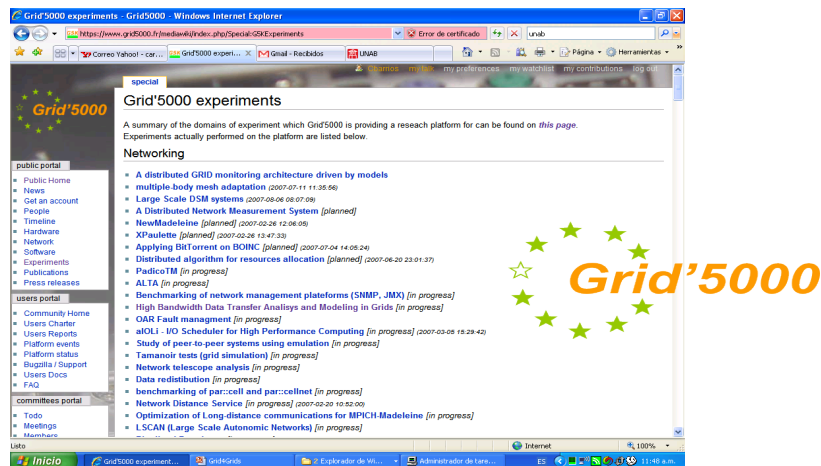 Grid'5000 experiments - Grid5000 - Windows Internet Explorer
https://www.grid5000.fr/mediawiki/index.php/Special:G5KExperiments
Error de certificado
unab
Correo Yahoo! - car...
Grid'5000 experi...
Gmail - Recibidos
UNAB
Página
Herramientas
my preferences my watchlist my contributions log out
special
Grid'5000
Grid'5000 experiments
A summary of the domains of experiment which Grid'5000 is providing a reseach platform for can be found on this page.
Experiments actually performed on the platform are listed below.
Networking
A distributed GRID monitoring architecture driven by models
multiple-body mesh adaptation (2007-07-11 11:35:56)
Large Scale DSM systems (2007-08-06 08:07:09)
A Distributed Network Measurement System [planned]
NewMadeleine [planned] (2007-02-26 12:06:05)
XPaulette [planned] (2007-02-26 13:47:33)
Applying BitTorrent on BOINC [planned] (2007-07-04 14:05:24)
Distributed algorithm for resources allocation [planned] (2007-06-20 23:01:37)
PadicoTM [in progress]
ALTA [in progress]
Benchmarking of network management plateforms (SNMP, JMX) [in progress]
High Bandwidth Data Transfer Analisys and Modeling in Grids [in progress]
OAR Fault managment [in progress]
aIOLi - I/O Scheduler for High Performance Computing [in progress] (2007-03-05 15:29:42)
Study of peer-to-peer systems using emulation [in progress]
Tamanoir tests (grid simulation) [in progress]
Network telescope analysis [in progress]
Data redistibution [in progress]
benchmarking of par::cell and par::cellnet [in progress]
Network Distance Service [in progress] (2007-02-20 10:52:00)
Optimization of Long-distance communications for MPICH-Madeleine [in progress]
LSCAN (Large Scale Autonomic Networks) [in progress]
public portal
Public Home
News
Get an account
People
Timeline
Hardware
Network
Software
Experiments
Publications
Press releases
users portal
Community Home
Users Charter
Users Reports
Platform events
Platform status
Bugzilla / Support
Users Docs
FAQ
committees portal
Todo
Meetings
Members
Grid'5000
Listo
Internet
100%
Inicio
Grid'5000 experiment...
Grid4Grids
2 Explorador de Wi...
Administrador de tare...
ES
11:48 a.m.